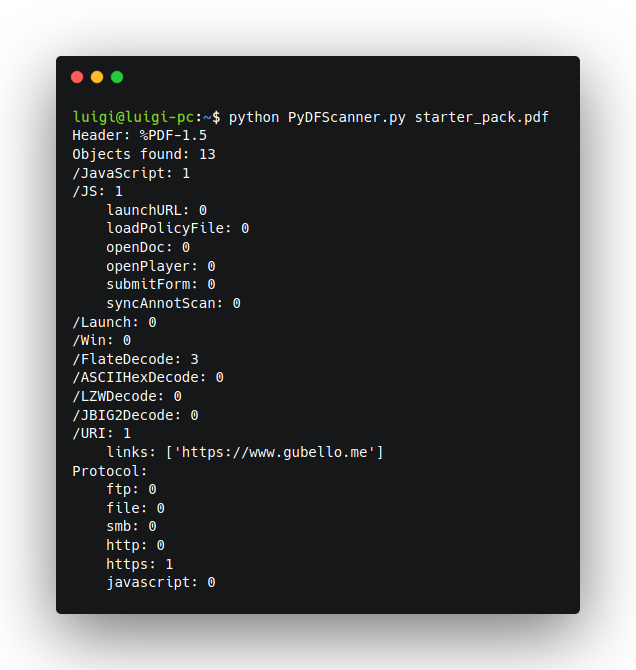 luigi@luigi-pc:~$ python PyDFScanner.py starter_pack.pdf
Header: %PDF-1.5
Objects found: 13
/JavaScript: 1
/JS: 1
    launchURL: 0
    loadPolicyFile: 0
    openDoc: 0
    openPlayer: 0
    submitForm: 0
    syncAnnotScan: 0
/Launch: 0
/Win: 0
/FlateDecode: 3
/ASCIIHexDecode: 0
/LZWDecode: 0
/JBIG2Decode: 0
/URI: 1
    links: ['https://www.gubello.me']
Protocol:
    ftp: 0
    file: 0
    smb: 0
    http: 0
    https: 1
    javascript: 0